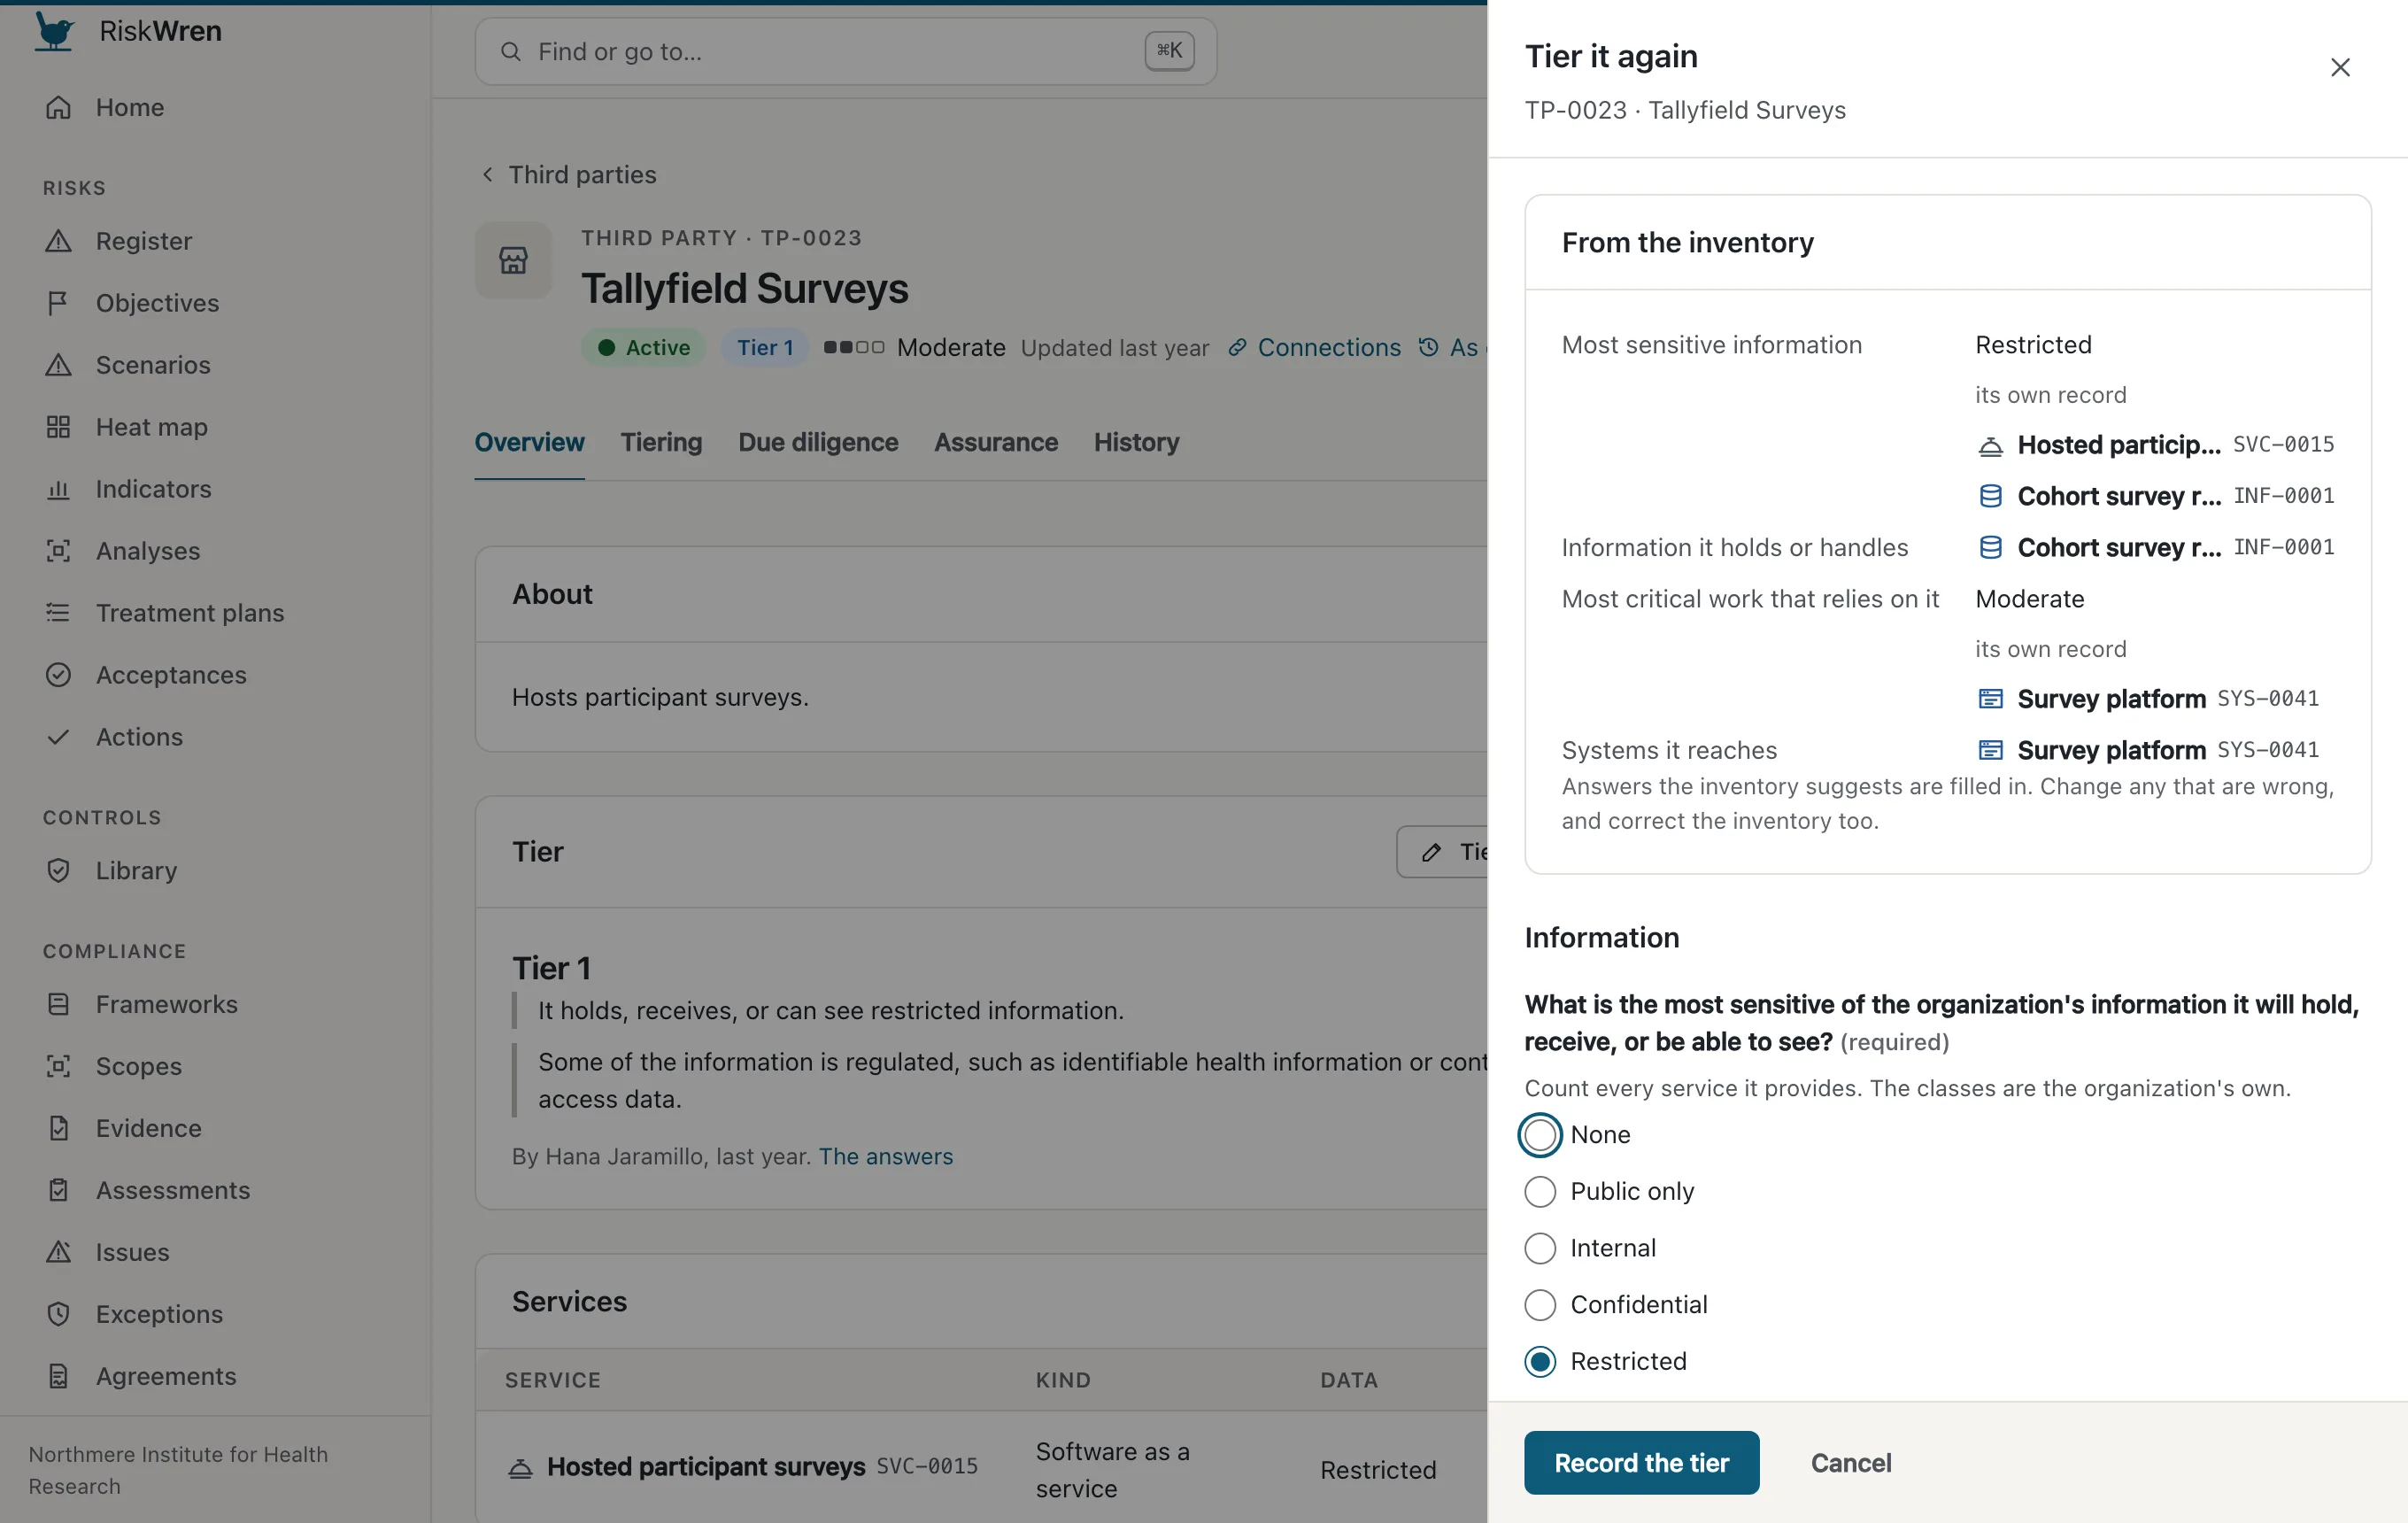 RiskWren
Find or go to...
⌘K
Home
RISKS
Register
Objectives
Scenarios
Heat map
Indicators
Analyses
Treatment plans
Acceptances
Actions
CONTROLS
Library
COMPLIANCE
Frameworks
Scopes
Evidence
Assessments
Issues
Exceptions
Agreements
Northmere Institute for Health
Research
Third parties
THIRD PARTY · TP-0023
Tallyfield Surveys
Active Tier 1 Moderate Updated last year Connections As
Overview Tiering Due diligence Assurance History
About
Hosts participant surveys.
Tier
Tier 1
It holds, receives, or can see restricted information.
Some of the information is regulated, such as identifiable health information or
access data.
By Hana Jaramillo, last year. The answers
Services
SERVICE KIND DATA
Hosted participant surveys SVC-0015 Software as a
service Restricted
Tier it again
TP-0023 · Tallyfield Surveys
From the inventory
Most sensitive information Restricted
its own record
Hosted particip... SVC-0015
Cohort survey r... INF-0001
Information it holds or handles Cohort survey r... INF-0001
Most critical work that relies on it Moderate
its own record
Survey platform SYS-0041
Systems it reaches Survey platform SYS-0041
Answers the inventory suggests are filled in. Change any that are wrong,
and correct the inventory too.
Information
What is the most sensitive of the organization's information it will hold,
receive, or be able to see? (required)
Count every service it provides. The classes are the organization's own.
None
Public only
Internal
Confidential
Restricted
Record the tier Cancel